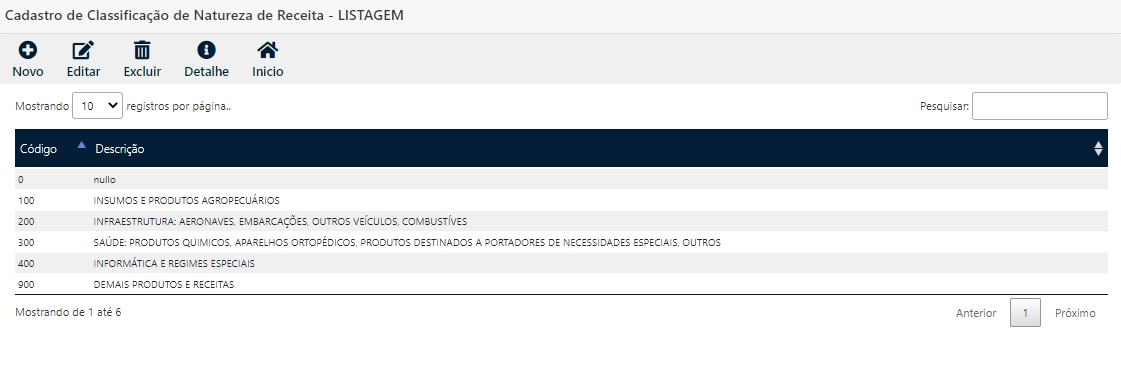 Cadastro de Classificação de Natureza de Receita - LISTAGEM
Novo Editar Excluir Detalhe Inicio
Mostrando 10 registros por página.. Pesquisar:
Código Descrição
0 nullo
100 INSUMOS E PRODUTOS AGROPECUÁRIOS
200 INFRAESTRUTURA: AERONAVES, EMBARCAÇÕES, OUTROS VEÍCULOS, COMBUSTÍVES
300 SAÚDE: PRODUTOS QUIMICOS, APARELHOS ORTOPÉDICOS, PRODUTOS DESTINADOS A PORTADORES DE NECESSIDADES ESPECIAIS, OUTROS
400 INFORMÁTICA E REGIMES ESPECIAIS
900 DEMAIS PRODUTOS E RECEITAS
Mostrando de 1 até 6 Anterior 1 Próximo